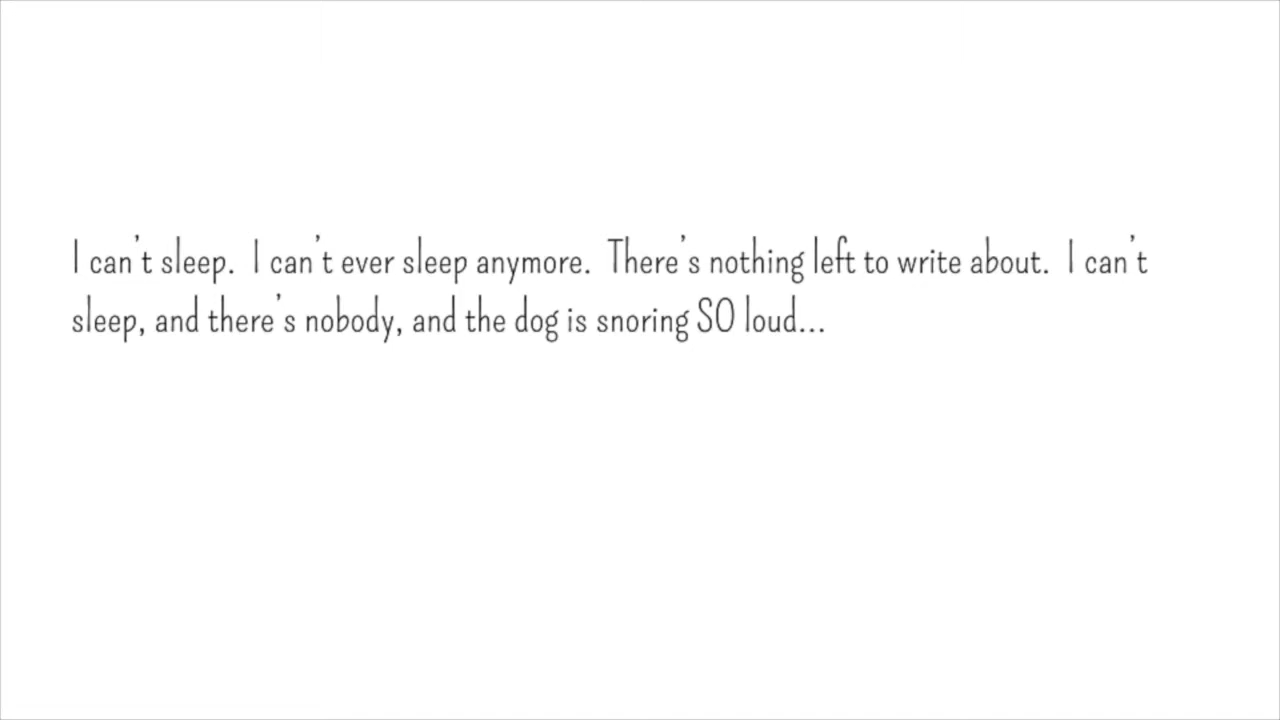 I can't sleep.  I can't ever sleep anymore.  There's nothing left to write about.  I can't
sleep, and there's nobody, and the dog is snoring SO loud...